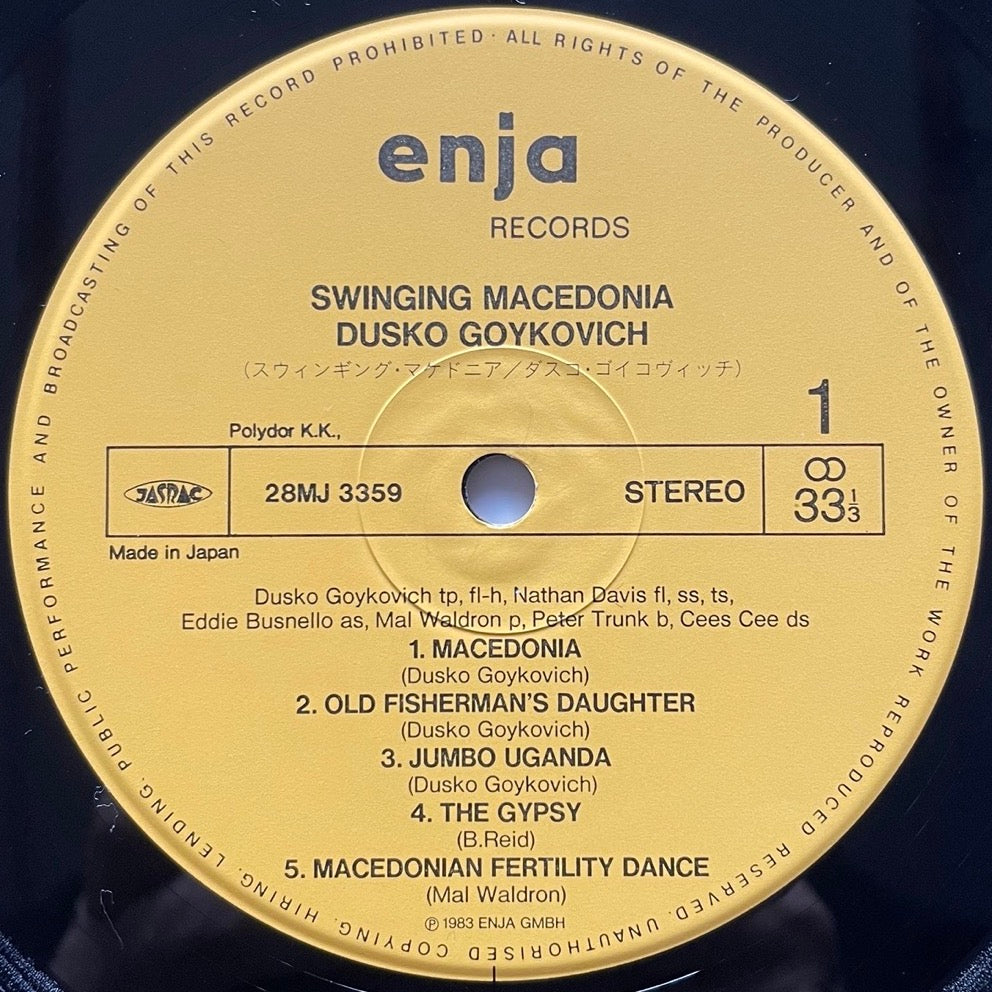 enja
RECORDS
SWINGING MACEDONIA
DUSKO GOYKOVICH
(スウィンギング・マケドニア／ダスコ・ゴイコヴィッチ)
1
Polydor K.K.,
JASRAC
28MJ 3359
STEREO
33⅓
Made in Japan
Dusko Goykovich tp, fl-h, Nathan Davis fl, ss, ts,
Eddie Busnello as, Mal Waldron p, Peter Trunk b, Cees Cee ds
1. MACEDONIA
(Dusko Goykovich)
2. OLD FISHERMAN'S DAUGHTER
(Dusko Goykovich)
3. JUMBO UGANDA
(Dusko Goykovich)
4. THE GYPSY
(B.Reid)
5. MACEDONIAN FERTILITY DANCE
(Mal Waldron)
℗ 1983 ENJA GMBH
ALL RIGHTS OF THE PRODUCER AND OF THE OWNER OF THE WORK REPRODUCED RESERVED. UNAUTHORISED COPYING. HIRING. LENDING. PUBLIC PERFORMANCE AND BROADCASTING OF THIS RECORD PROHIBITED·